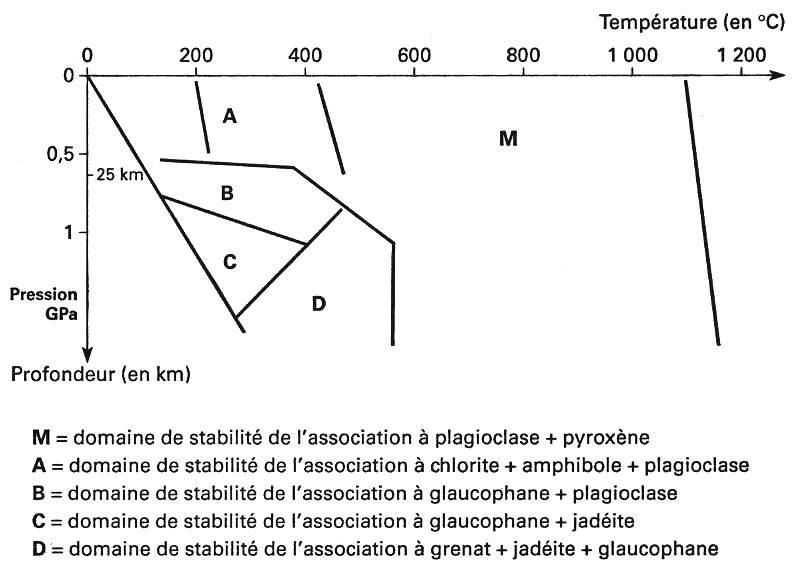 Température (en °C)
0 200 400 600 800 1 000 1 200
0
A
M
0,5
25 km
B
1
C
D
Pression
GPa
Profondeur (en km)
M = domaine de stabilité de l'association à plagioclase + pyroxène
A = domaine de stabilité de l'association à chlorite + amphibole + plagioclase
B = domaine de stabilité de l'association à glaucophane + plagioclase
C = domaine de stabilité de l'association à glaucophane + jadéite
D = domaine de stabilité de l'association à grenat + jadéite + glaucophane